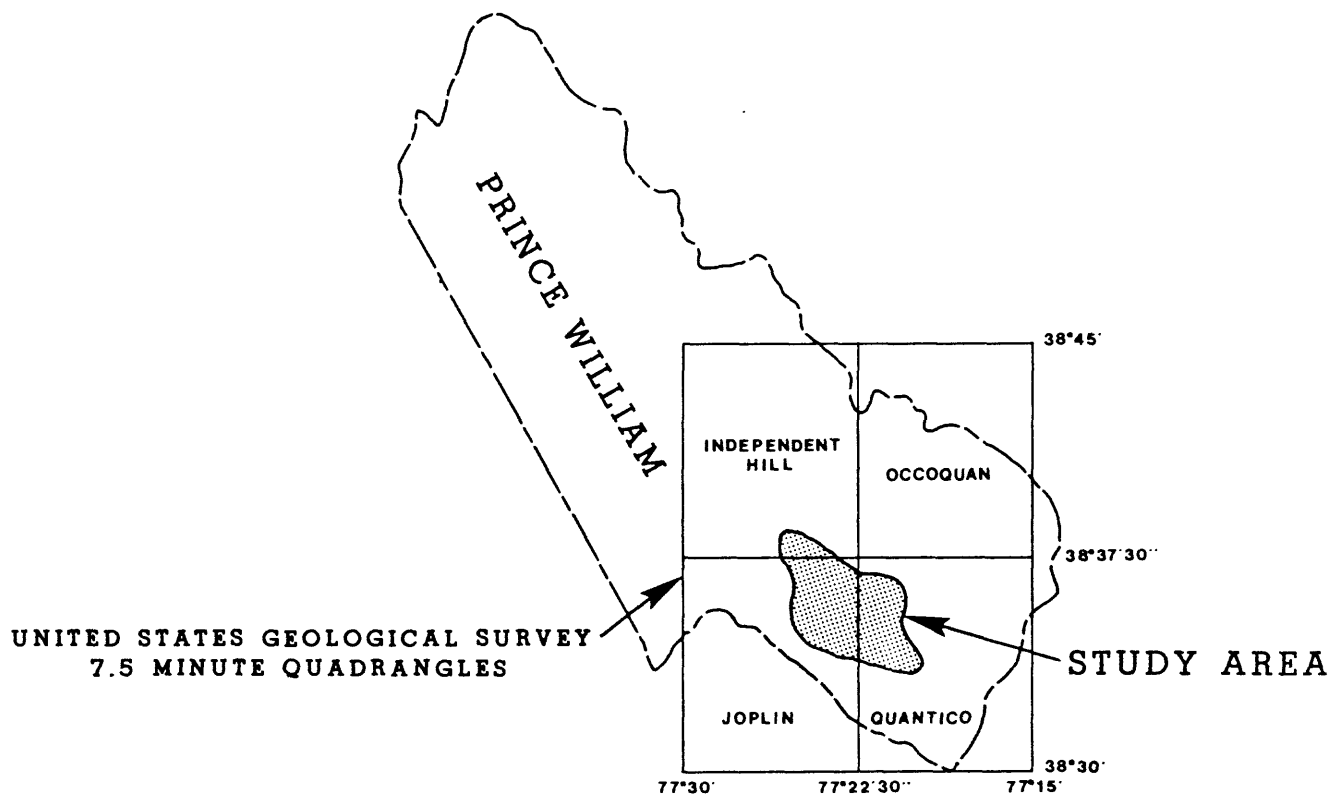 PRINCE WILLIAM
38°45'
INDEPENDENT
HILL
OCCOQUAN
38°37'30''
UNITED STATES GEOLOGICAL SURVEY
7.5 MINUTE QUADRANGLES
STUDY AREA
JOPLIN
QUANTICO
38°30'
77°30'
77°22'30''
77°15'